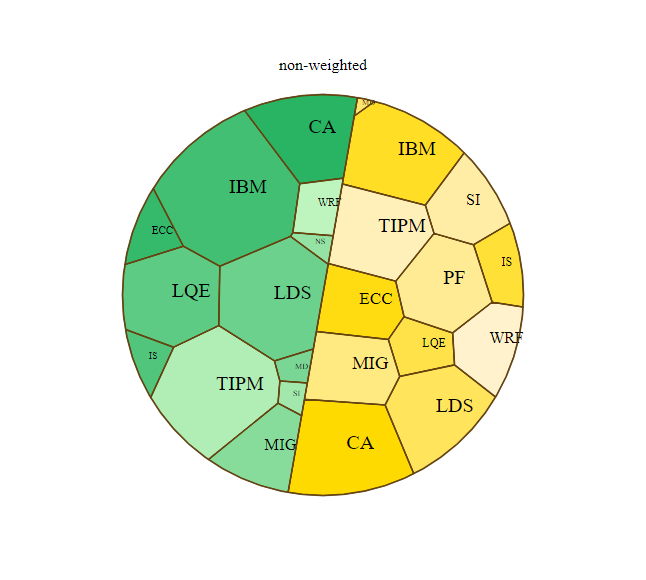 non-weighted
CA
IBM
IBM
WRF
SI
TIPM
ECC
NS
IS
PF
LQE
LDS
ECC
WRF
LQE
IS
MD
MIG
TIPM
SI
LDS
MIG
CA